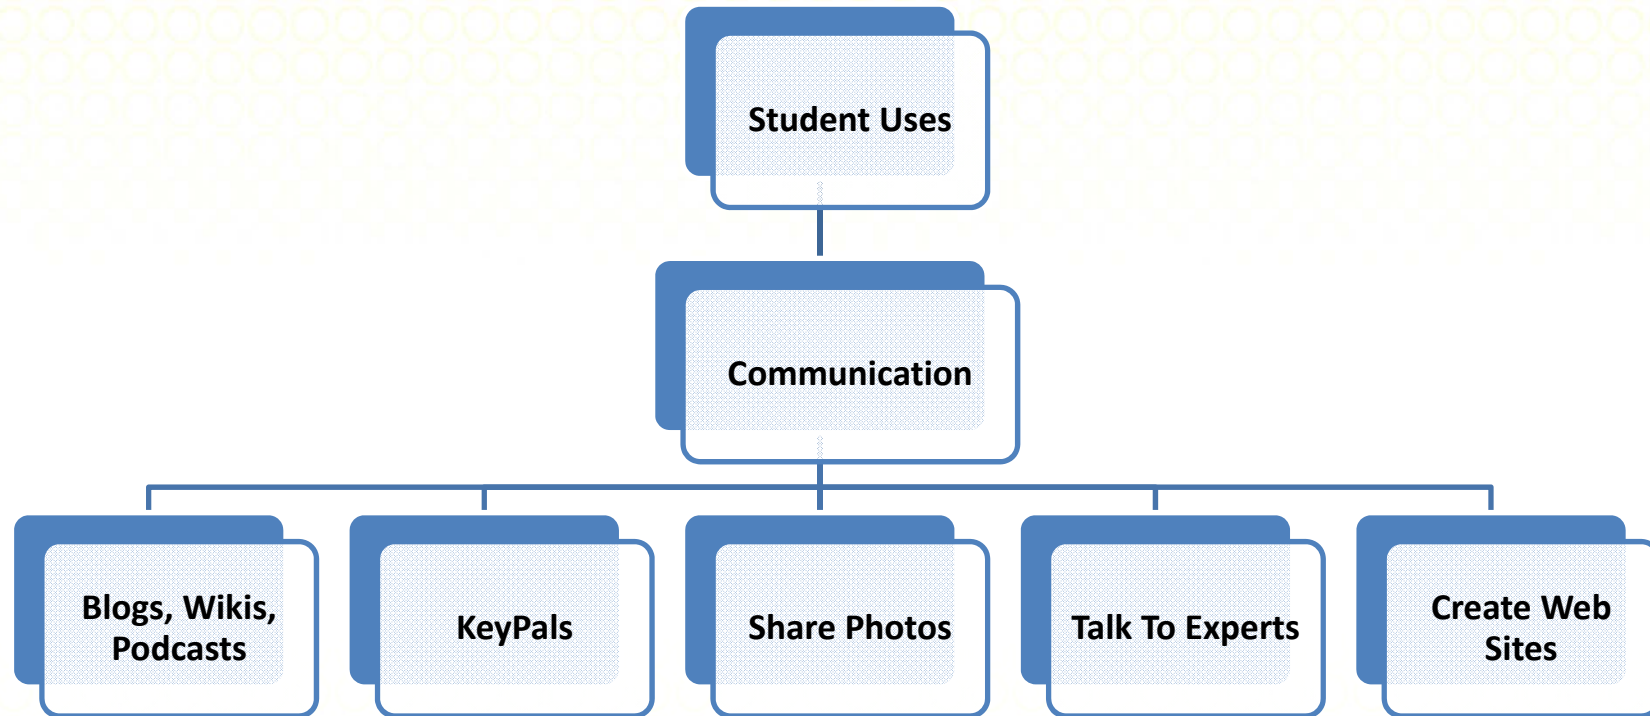 Student Uses
Communication
Blogs, Wikis,
Podcasts
KeyPals
Share Photos
Talk To Experts
Create Web
Sites